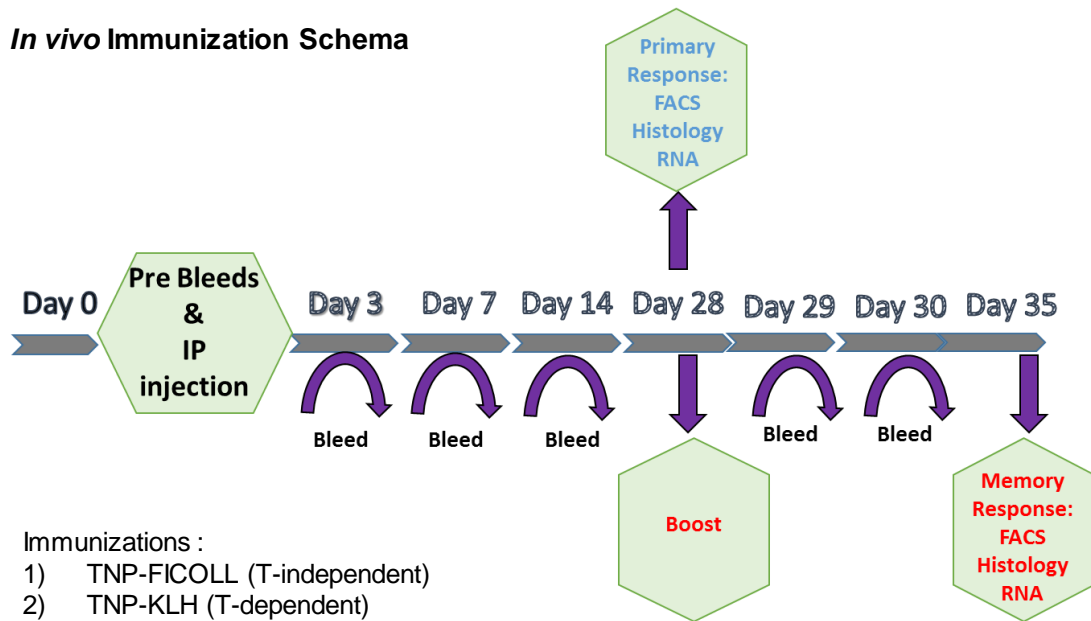 In vivo Immunization Schema
Primary
Response:
FACS
Histology
RNA
Day 0
Pre Bleeds
&
IP
injection
Day 3
Day 7
Day 14
Day 28
Day 29
Day 30
Day 35
Bleed
Bleed
Bleed
Bleed
Bleed
Boost
Memory
Response:
FACS
Histology
RNA
Immunizations :
1) TNP-FICOLL (T-independent)
2) TNP-KLH (T-dependent)